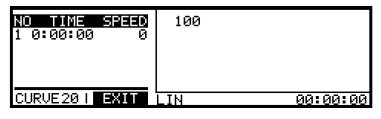 NO TIME SPEED
1 0:00:00 0
100
CURVE20 I EXIT
LIN 00:00:00